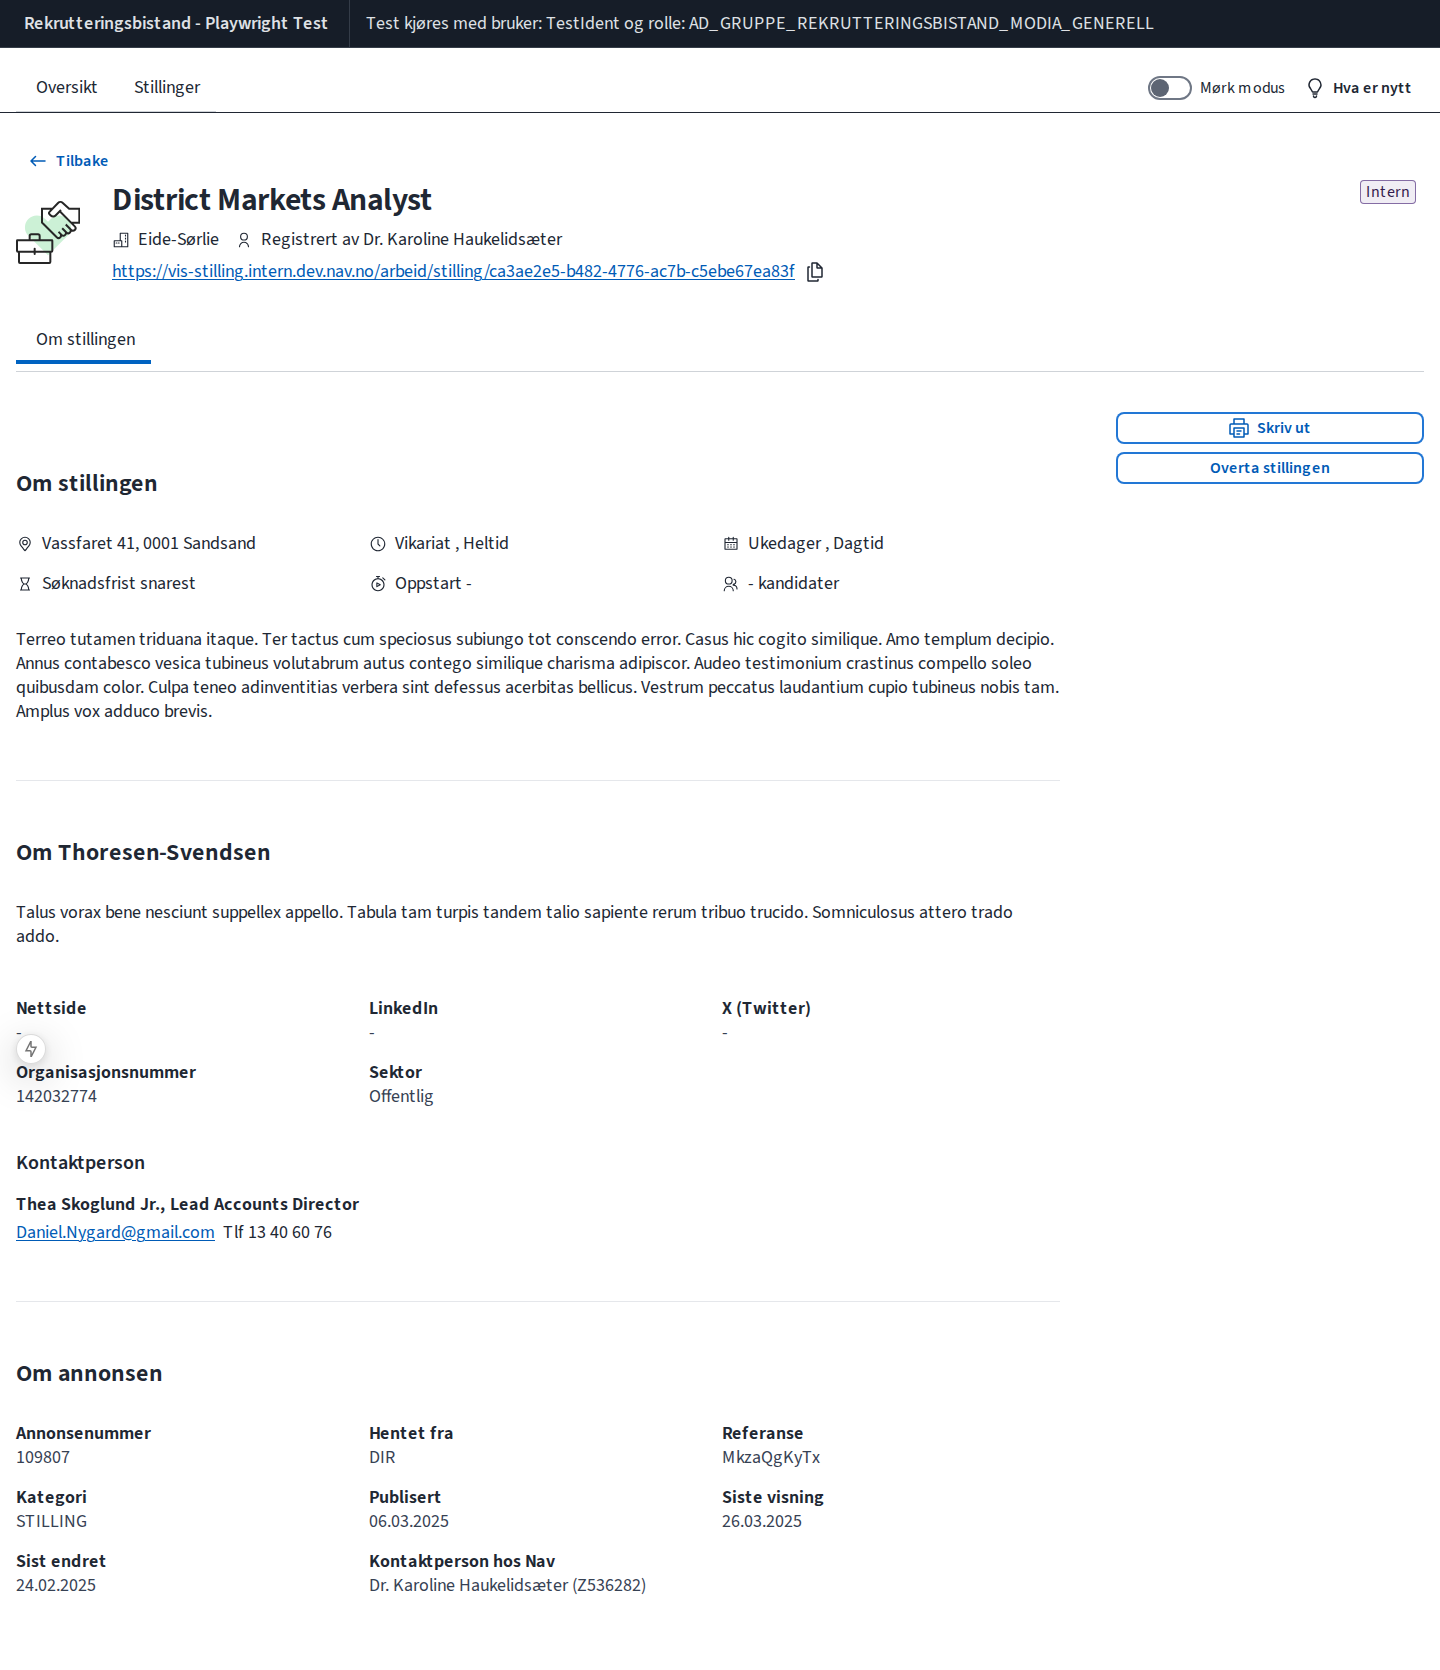 Rekrutteringsbistand - Playwright Test
Test kjøres med bruker: TestIdent og rolle: AD_GRUPPE_REKRUTTERINGSBISTAND_MODIA_GENERELL
Oversikt
Stillinger
Mørk modus
Hva er nytt
Tilbake
District Markets Analyst
Intern
Eide-Sørlie
Registrert av Dr. Karoline Haukelidsæter
https://vis-stilling.intern.dev.nav.no/arbeid/stilling/ca3ae2e5-b482-4776-ac7b-c5ebe67ea83f
Om stillingen
Skriv ut
Overta stillingen
Om stillingen
Vassfaret 41, 0001 Sandsand
Vikariat , Heltid
Ukedager , Dagtid
Søknadsfrist snarest
Oppstart -
- kandidater
Terreo tutamen triduana itaque. Ter tactus cum speciosus subiungo tot conscendo error. Casus hic cogito similique. Amo templum decipio.
Annus contabesco vesica tubineus volutabrum autus contego similique charisma adipiscor. Audeo testimonium crastinus compello soleo
quibusdam color. Culpa teneo adinventitias verbera sint defessus acerbitas bellicus. Vestrum peccatus laudantium cupio tubineus nobis tam.
Amplus vox adduco brevis.
Om Thoresen-Svendsen
Talus vorax bene nesciunt suppellex appello. Tabula tam turpis tandem talio sapiente rerum tribuo trucido. Somniculosus attero trado
addo.
Nettside
LinkedIn
X (Twitter)
-
-
-
Organisasjonsnummer
Sektor
142032774
Offentlig
Kontaktperson
Thea Skoglund Jr., Lead Accounts Director
Daniel.Nygard@gmail.com Tlf 13 40 60 76
Om annonsen
Annonsenummer
Hentet fra
Referanse
109807
DIR
MkzaQgKyTx
Kategori
Publisert
Siste visning
STILLING
06.03.2025
26.03.2025
Sist endret
Kontaktperson hos Nav
24.02.2025
Dr. Karoline Haukelidsæter (Z536282)